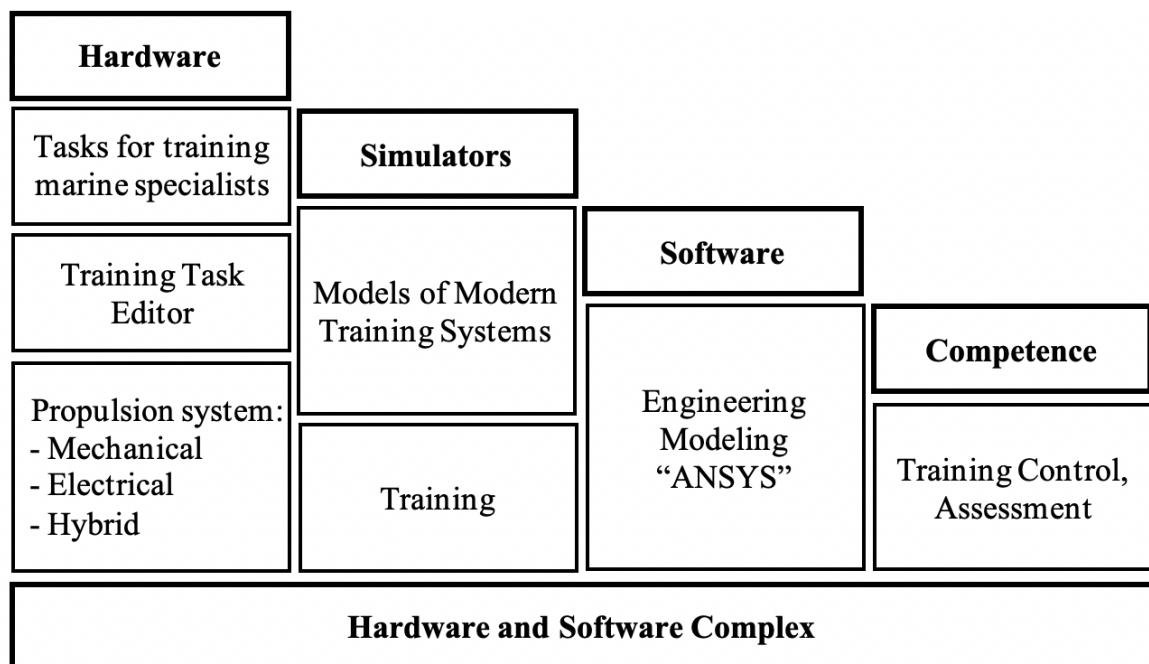 Hardware
Tasks for training
marine specialists
Training Task
Editor
Propulsion system:
- Mechanical
- Electrical
- Hybrid
Simulators
Models of Modern
Training Systems
Training
Software
Engineering
Modeling
“ANSYS”
Competence
Training Control,
Assessment
Hardware and Software Complex